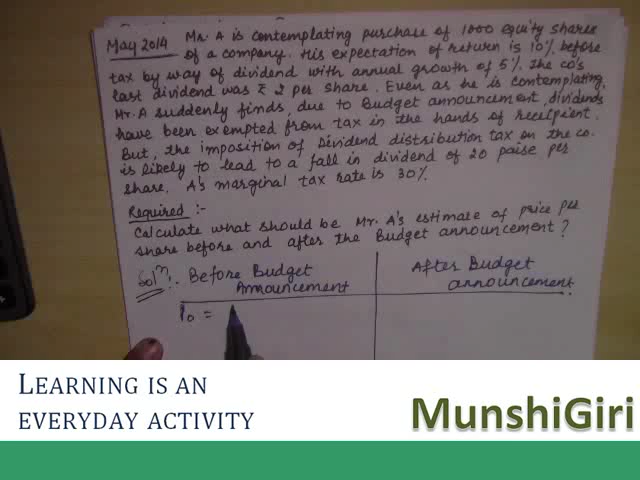 May 2014 Mr. A is contemplating purchase of 1000 equity shares
of a company. His expectation of return is 10% before
tax by way of dividend with annual growth of 5%. The co's
last dividend was ₹ 2 per share. Even as he is contemplating,
Mr. A suddenly finds, due to Budget announcement, dividends
have been exempted from tax in the hands of reciepient.
But, the imposition of Dividend distribution tax on the co.
is likely to lead to a fall in dividend of 20 paise per
share. A's marginal tax rate is 30%.
Required :-
Calculate what should be Mr. A's estimate of price per
share before and after the Budget announcement?
Solⁿ:
Before Budget
Announcement
After Budget
announcement.
P₀ =
LEARNING IS AN
EVERYDAY ACTIVITY
MunshiGiri